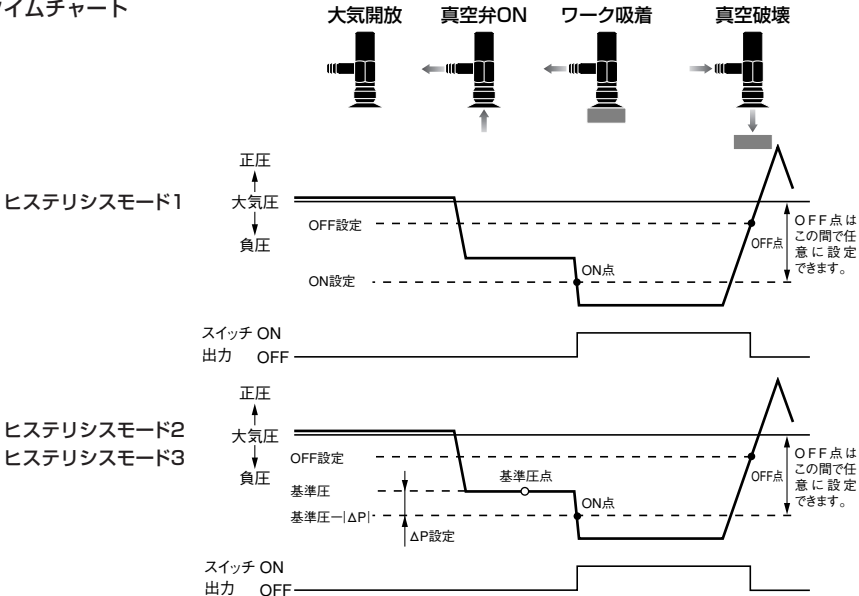 イムチャート
大気開放 真空弁ON ワーク吸着 真空破壊
ヒステリシスモード1
正圧
大気圧
負圧
OFF設定
ON設定
ON点
OFF点
OFF点は
この間で任
意に設定
できます。
スイッチ ON
出力 OFF
ヒステリシスモード2
ヒステリシスモード3
正圧
大気圧
負圧
OFF設定
基準圧
基準圧ー|ΔP|
基準圧点
ΔP設定
ON点
OFF点
OFF点は
この間で任
意に設定
できます。
スイッチ ON
出力 OFF